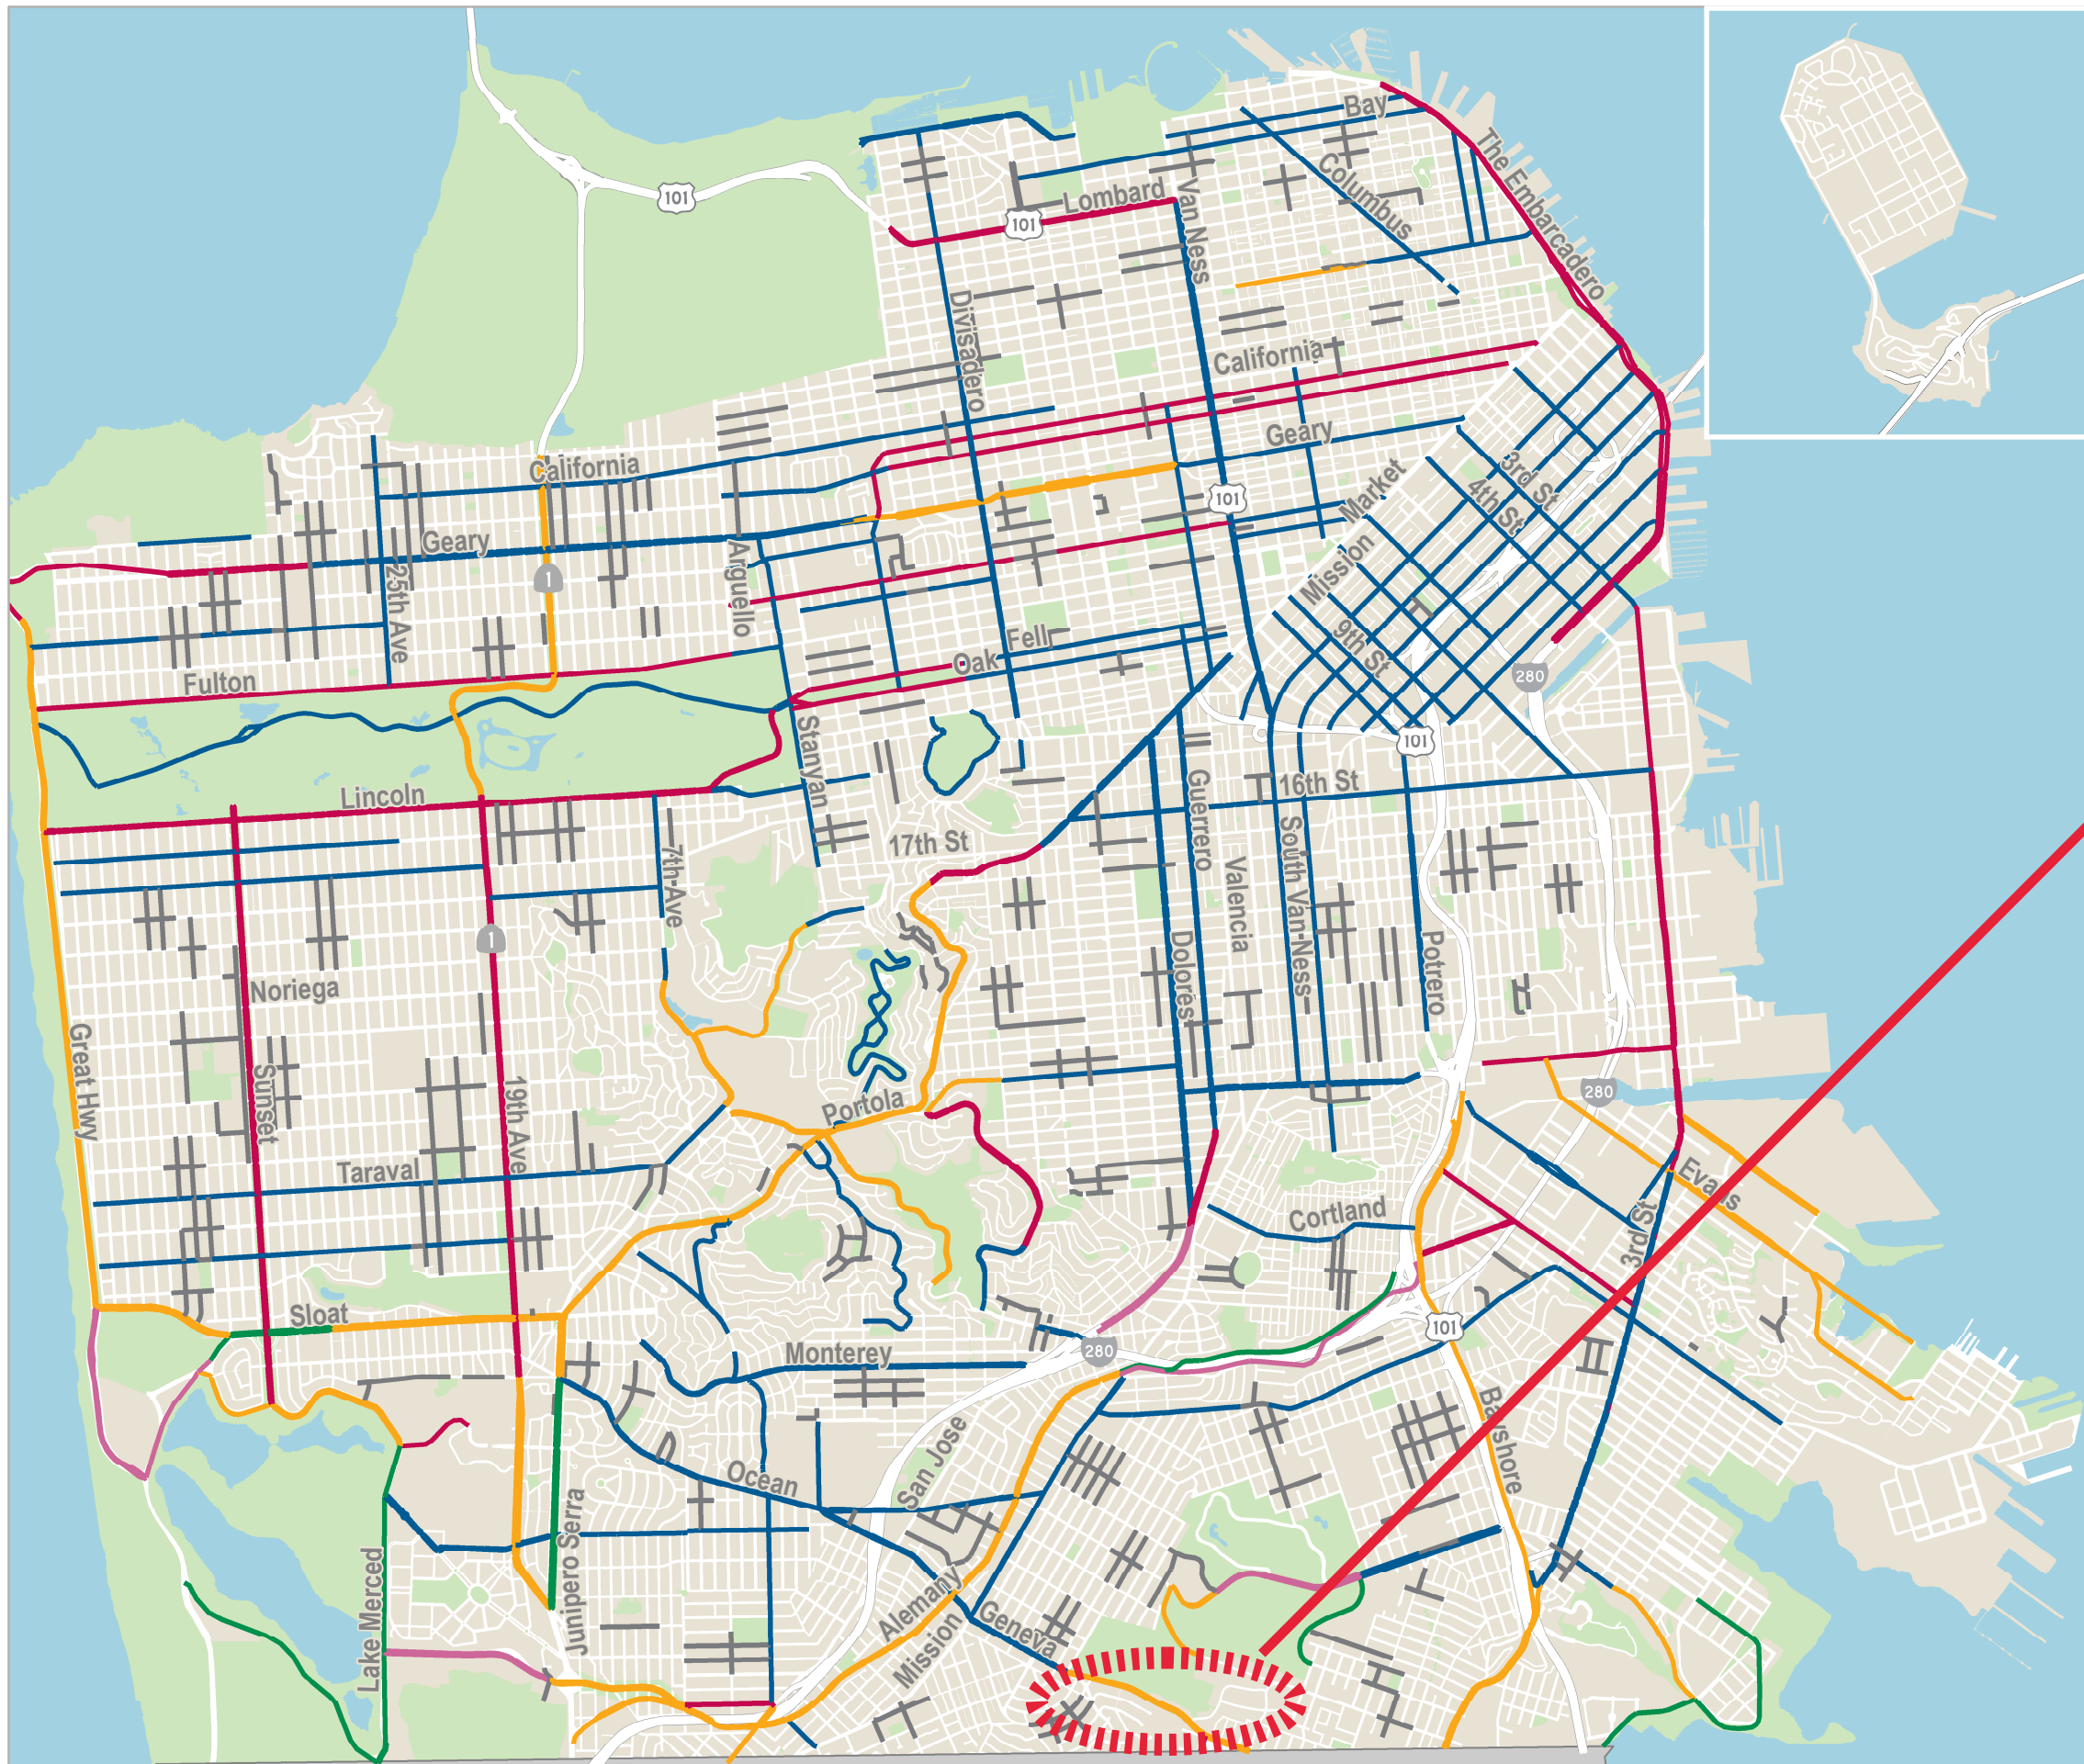 Bay
The Embarcadero
Columbus
101
Lombard
101
Van Ness
Divisadero
California
Geary
California
101
Market
3rd St
4th St
Geary
25th Ave
1
Arguello
Mission
9th St
Fell
Oak
280
Fulton
Stanyan
101
Lincoln
16th St
17th St
Guerrero
7th Ave
South Van Ness
Valencia
1
Noriega
Dolores
Potrero
Great Hwy
Sunset
19th Ave
Portola
280
Taraval
Evans
Cortland
3rd St
Sloat
101
Monterey
280
Bayshore
San Jose
Ocean
Junipero Serra
Lake Merced
Alemany
Mission
Geneva